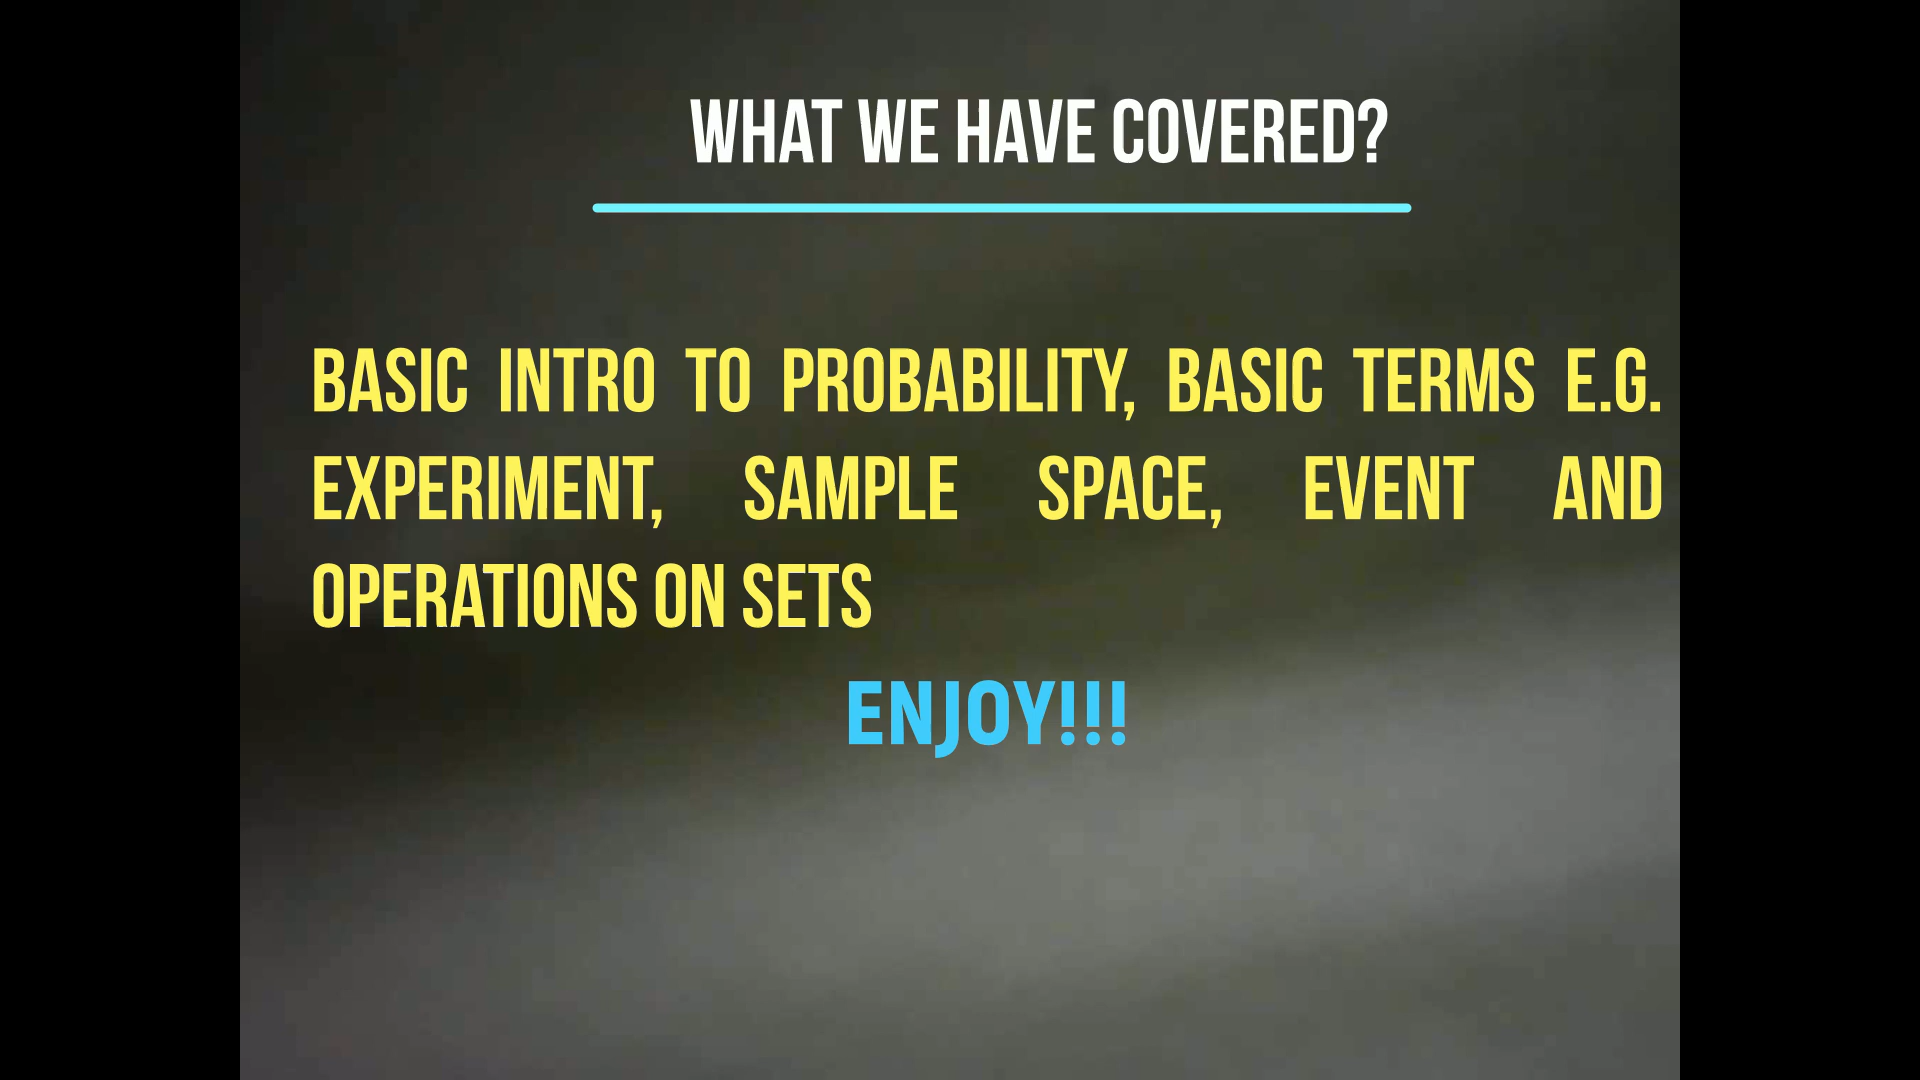 WHAT WE HAVE COVERED?
BASIC INTRO TO PROBABILITY, BASIC TERMS E.G.
EXPERIMENT, SAMPLE SPACE, EVENT AND
OPERATIONS ON SETS
ENJOY!!!